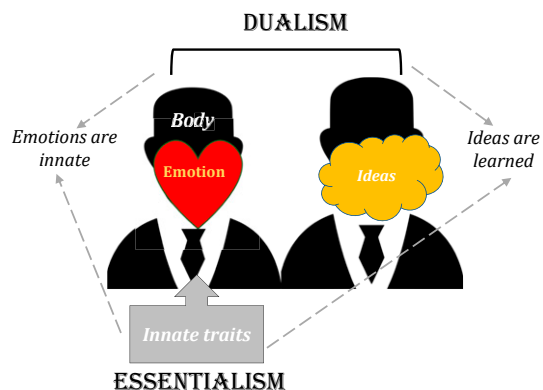 DUALISM
Body
Emotions are
innate
Emotion
Ideas
Ideas are
learned
Innate traits
ESSENTIALISM